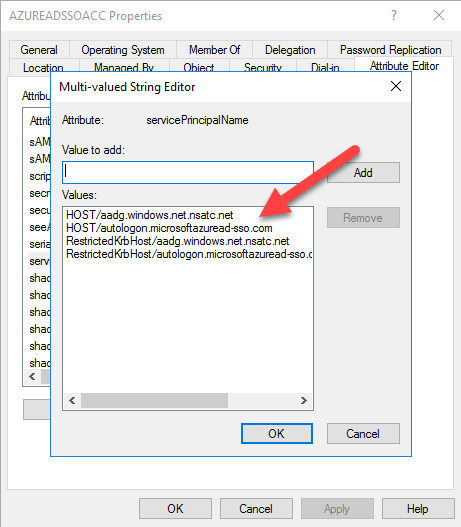 AZUREADSSOACC Properties
General Operating System Member Of Delegation Password Replication
Location Managed By Object Security Dial-in Attribute Editor
Multi-valued String Editor
Attribute: servicePrincipalName
Value to add:
Add
Values:
HOST/aadg.windows.net.nsatc.net
HOST/autologon.microsoftazuread-sso.com
RestrictedKrbHost/aadg.windows.net.nsatc.net
RestrictedKrbHost/autologon.microsoftazuread-sso.c
Remove
OK Cancel
Attribu
Attri
sAM
sAM
scrip
secr
secu
seeA
seria
serv
shac
shac
shac
shac
shac
shac
OK Cancel Apply Help